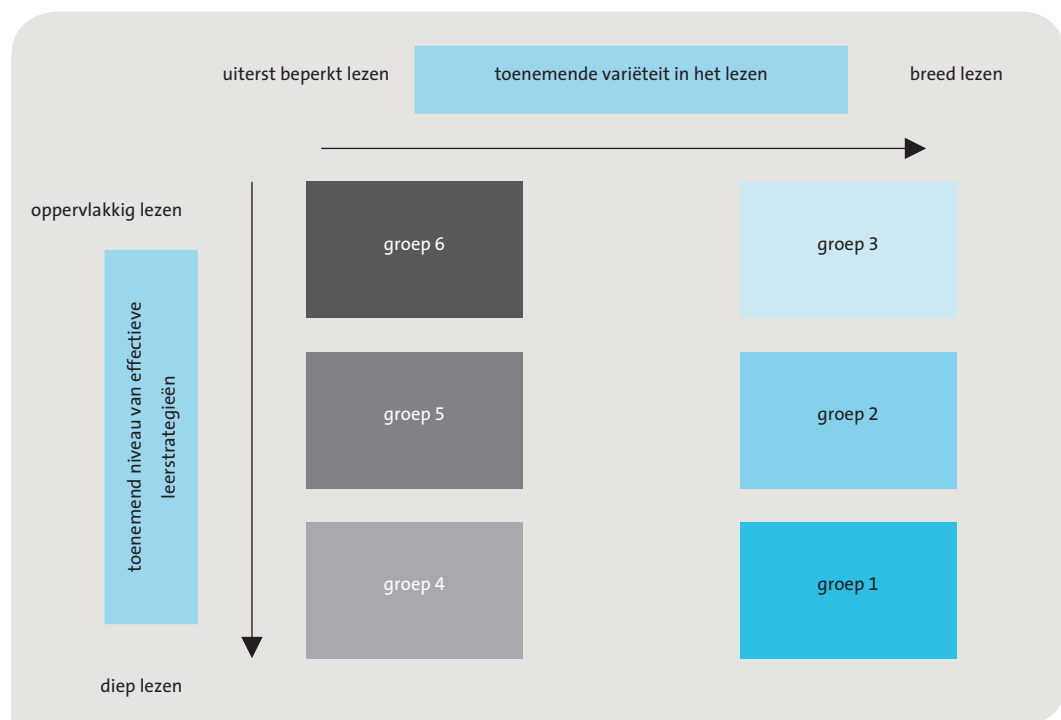 uiterst beperkt lezen
toenemende variëteit in het lezen
breed lezen
oppervlakkig lezen
groep 6
groep 3
toenemend niveau van effectieve
leerstrategieën
groep 5
groep 2
groep 4
groep 1
diep lezen